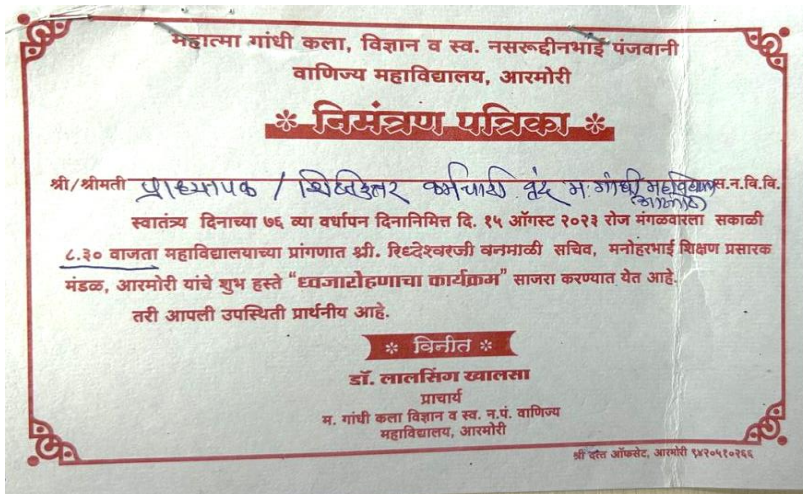 महात्मा गांधी कला, विज्ञान व स्व. नसरूद्दीनभाई पंजवानी
वाणिज्य महाविद्यालय, आरमोरी
निमंत्रण पत्रिका
श्री/श्रीमती प्राध्यापक / शिक्षकेत्तर कर्मचारी वृंद म. गांधी महाविद्यालय स.न.वि.वि.
आरमोरी
स्वातंत्र्य दिनाच्या ७६ व्या वर्धापन दिनानिमित्त दि. १५ ऑगस्ट २०२३ रोज मंगळवारला सकाळी
८.३० वाजता महाविद्यालयाच्या प्रांगणात श्री. रिध्देश्वरजी वनमाळी सचिव, मनोहरभाई शिक्षण प्रसारक
मंडळ, आरमोरी यांचे शुभ हस्ते "ध्वजारोहणाचा कार्यक्रम" साजरा करण्यात येत आहे.
तरी आपली उपस्थिती प्रार्थनीय आहे.
विनीत
डॉ. लालसिंग खालसा
प्राचार्य
म. गांधी कला विज्ञान व स्व. न.पं. वाणिज्य
महाविद्यालय, आरमोरी
श्री दत्त ऑफसेट, आरमोरी ९४२०५१०२६६